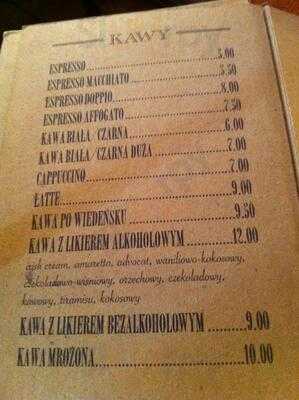 KAWY
ESPRESSO 5.00
ESPRESSO MACCHIATO 5.50
ESPRESSO DOPPIO 8.00
ESPRESSO AFFOGATO 7.50
KAWA BIAŁA / CZARNA 6.00
KAWA BIAŁA / CZARNA DUŻA 7.00
CAPPUCCINO 7.00
ŁATTE 9.00
KAWA PO WIEDEŃSKU 9.50
KAWA Z LIKIEREM ALKOHOLOWYM 12.00
irish cream, amaretto, advocat, waniliowo-kokosowy,
czekoladowo-wiśniowy, orzechowy, czekoladowy,
kawowy, tiramisu, kokosowy
KAWA Z LIKIEREM BEZALKOHOLOWYM 9.00
KAWA MROŻONA 10.00